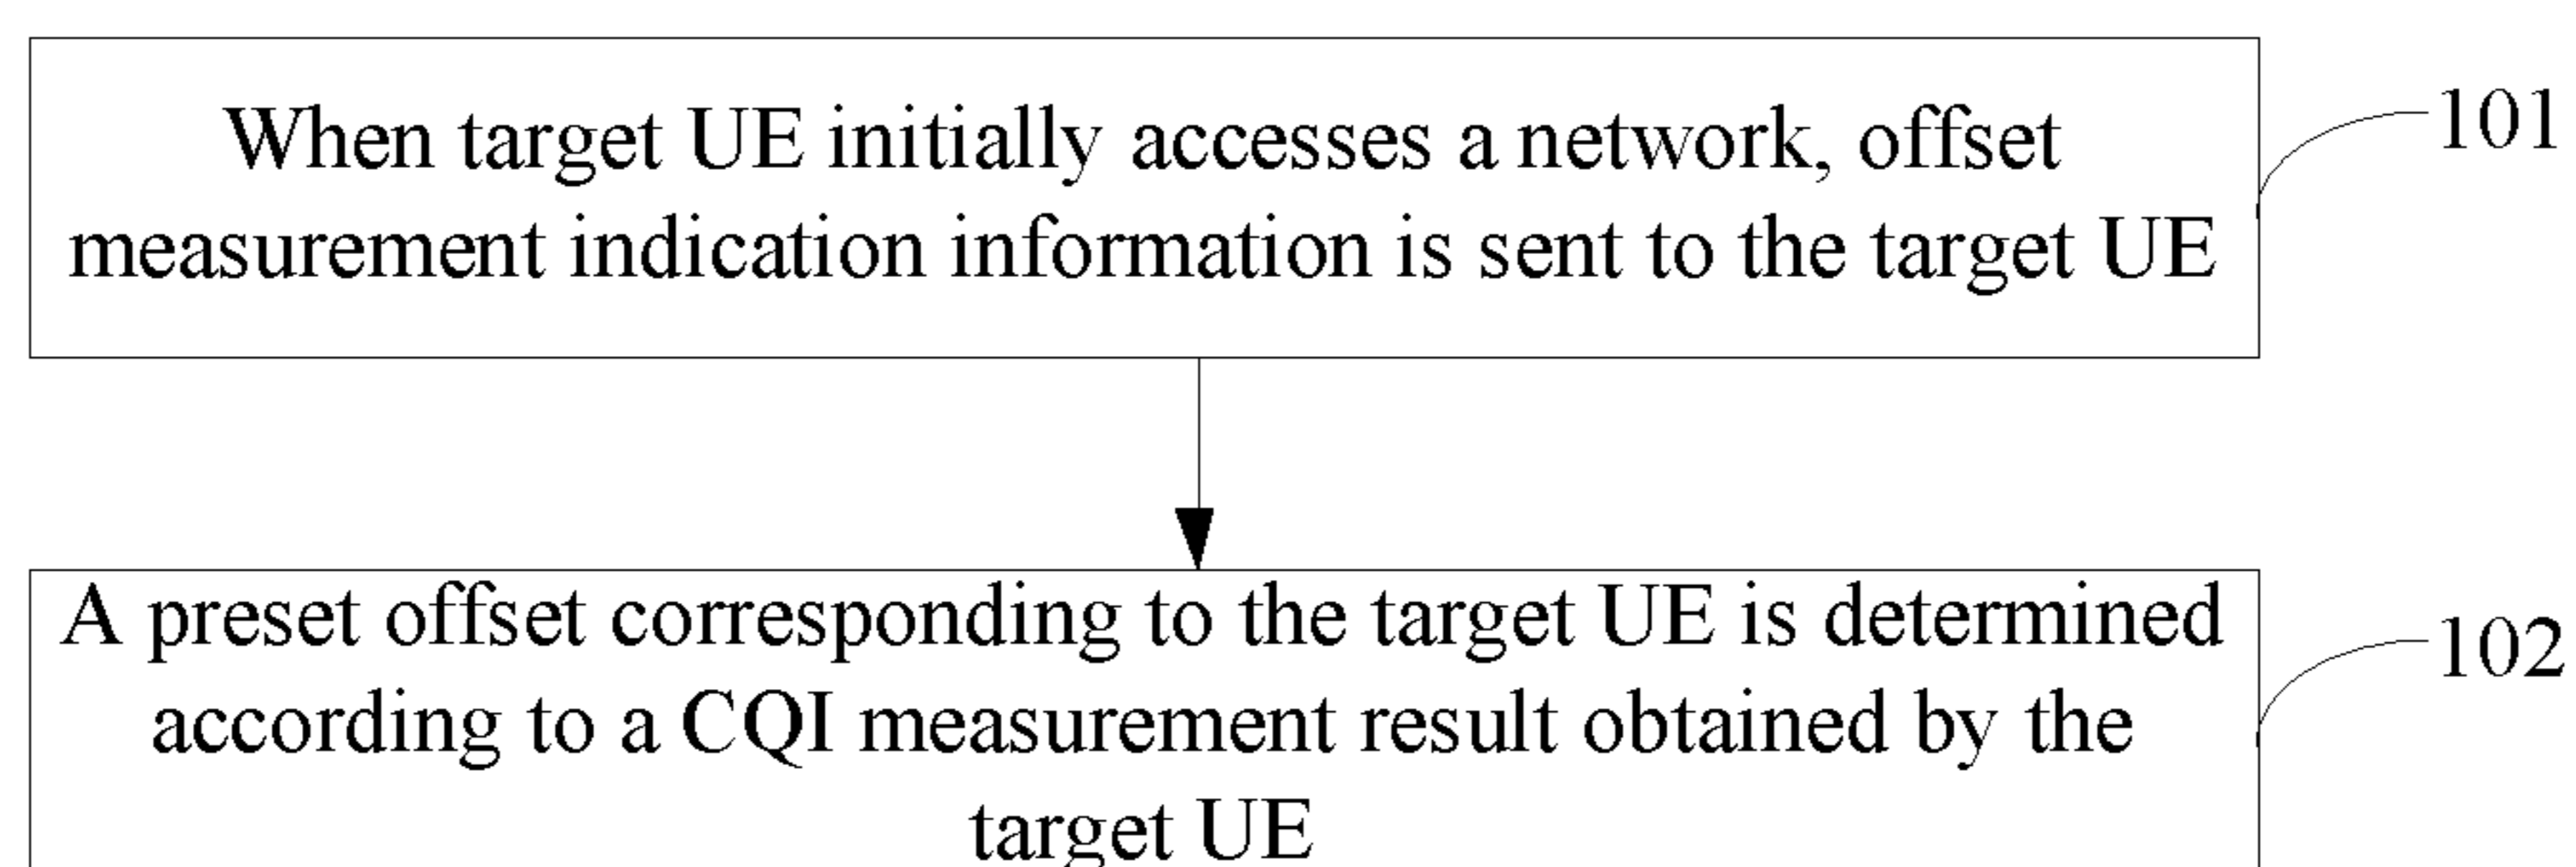 When target UE initially accesses a network, offset
measurement indication information is sent to the target UE
101
A preset offset corresponding to the target UE is determined
according to a CQI measurement result obtained by the
target UE
102